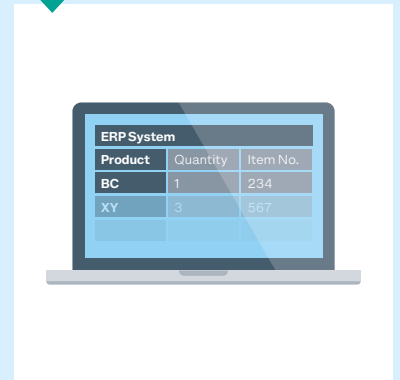 ERP System
Product Quantity Item No.
BC 1 234
XY 3 567